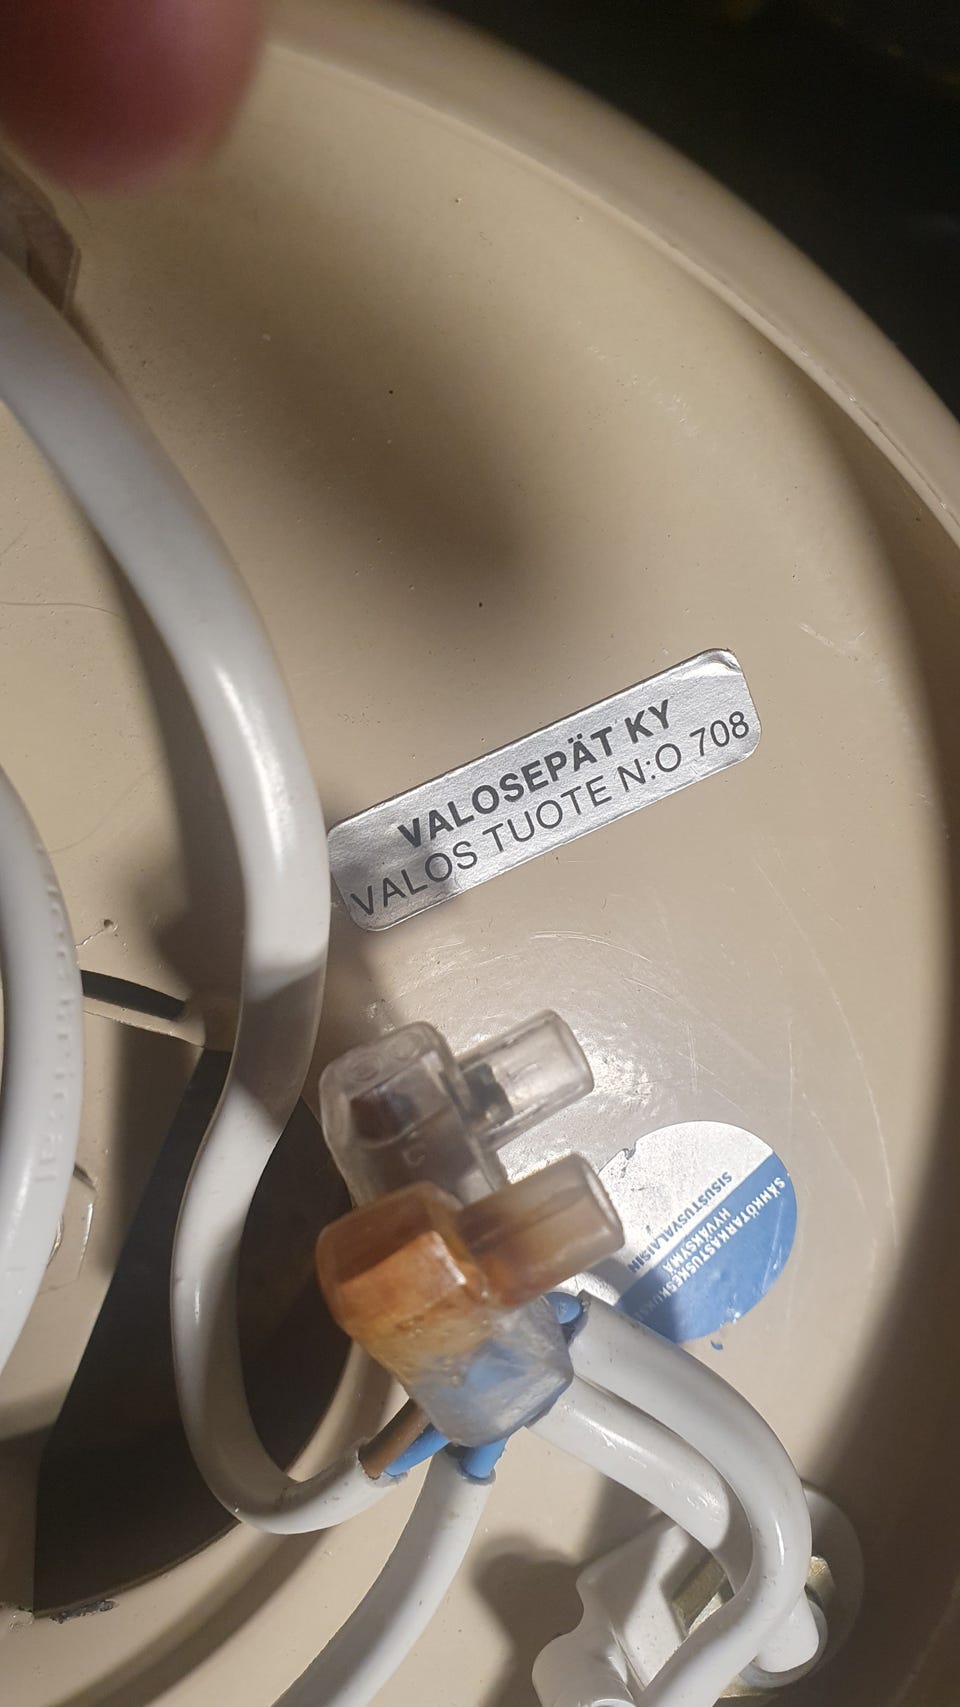 VALOSEPÄT KY
VALOS TUOTE N:O 708
SÄHKÖTARKASTUSKESKUKSEN
HYVÄKSYMÄ
SISUSTUSVALAISIN